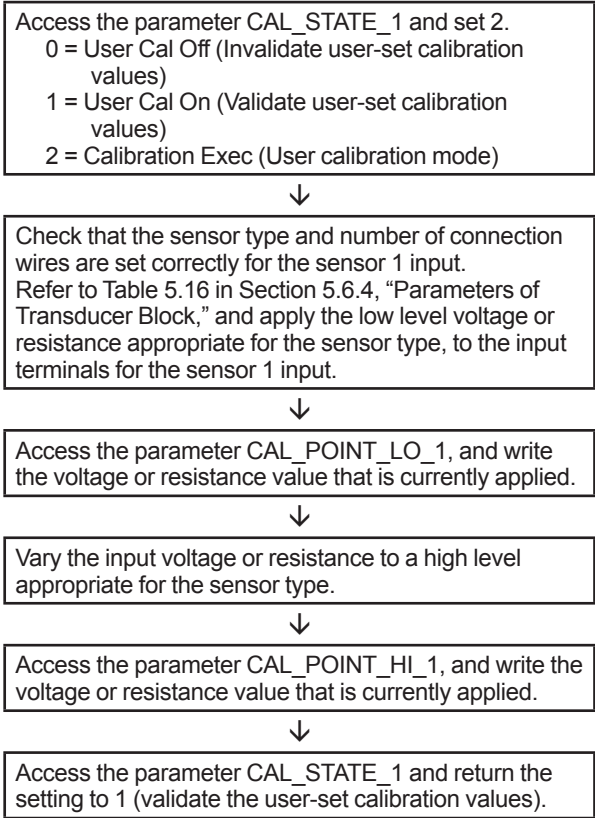 Access the parameter CAL_STATE_1 and set 2.
0 = User Cal Off (Invalidate user-set calibration
values)
1 = User Cal On (Validate user-set calibration
values)
2 = Calibration Exec (User calibration mode)
↓
Check that the sensor type and number of connection
wires are set correctly for the sensor 1 input.
Refer to Table 5.16 in Section 5.6.4, “Parameters of
Transducer Block,” and apply the low level voltage or
resistance appropriate for the sensor type, to the input
terminals for the sensor 1 input.
↓
Access the parameter CAL_POINT_LO_1, and write
the voltage or resistance value that is currently applied.
↓
Vary the input voltage or resistance to a high level
appropriate for the sensor type.
↓
Access the parameter CAL_POINT_HI_1, and write the
voltage or resistance value that is currently applied.
↓
Access the parameter CAL_STATE_1 and return the
setting to 1 (validate the user-set calibration values).